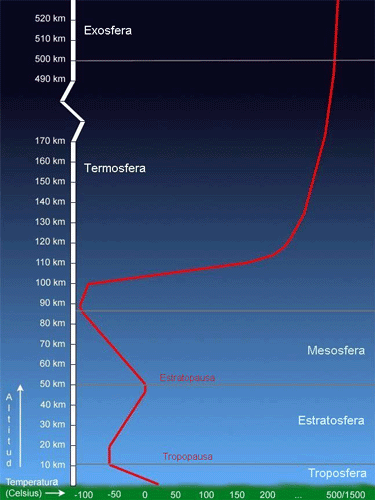 520 km
Exosfera
510 km
500 km
490 km
170 km
160 km
Termosfera
150 km
140 km
130 km
120 km
110 km
100 km
90 km
80 km
70 km
Mesosfera
60 km
50 km
Estratopausa
40 km
30 km
Estratosfera
20 km
Tropopausa
10 km
Troposfera
Altitud
Temperatura
(Celsius)
-100 -50 0 50 100 150 200 ... 500/1500